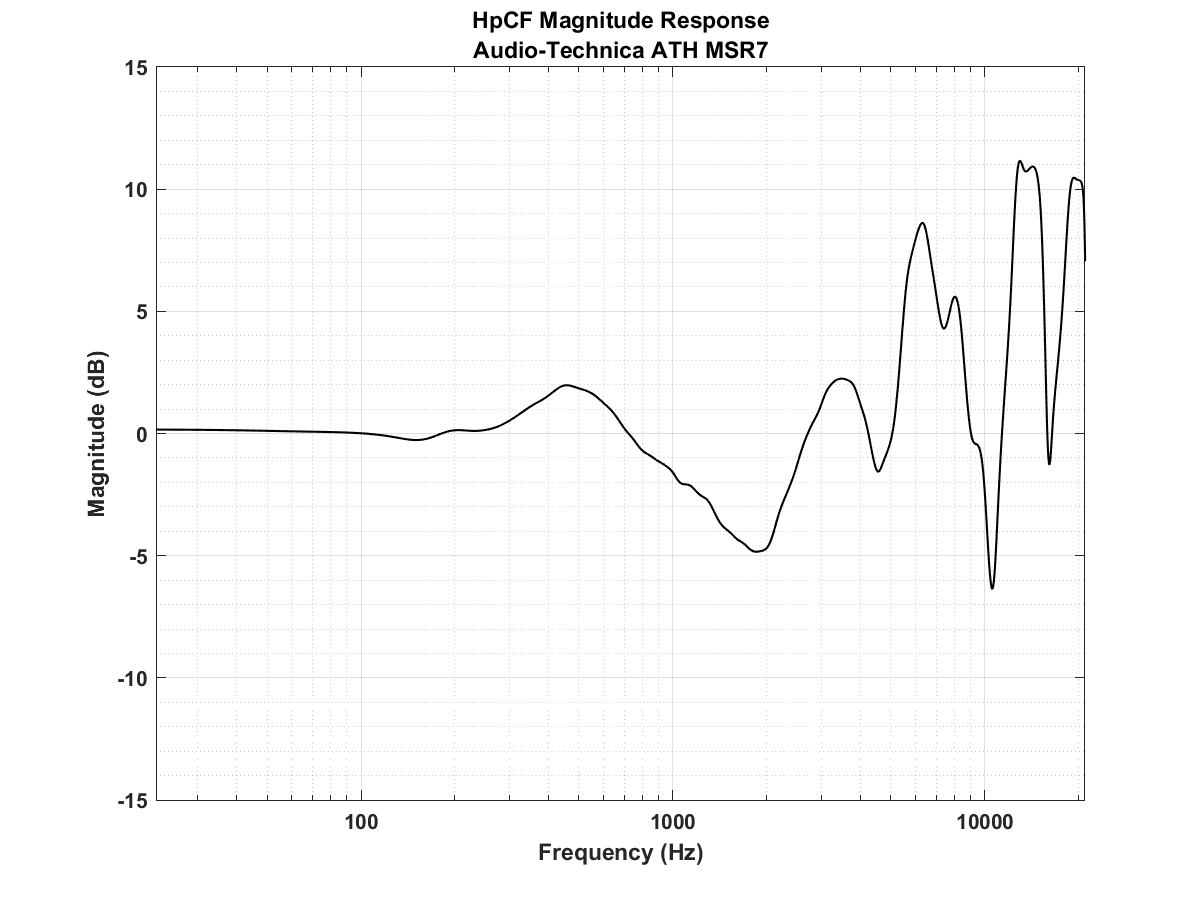 HpCF Magnitude Response
Audio-Technica ATH MSR7
15
10
5
0
-5
-10
-15
Magnitude (dB)
100
1000
10000
Frequency (Hz)